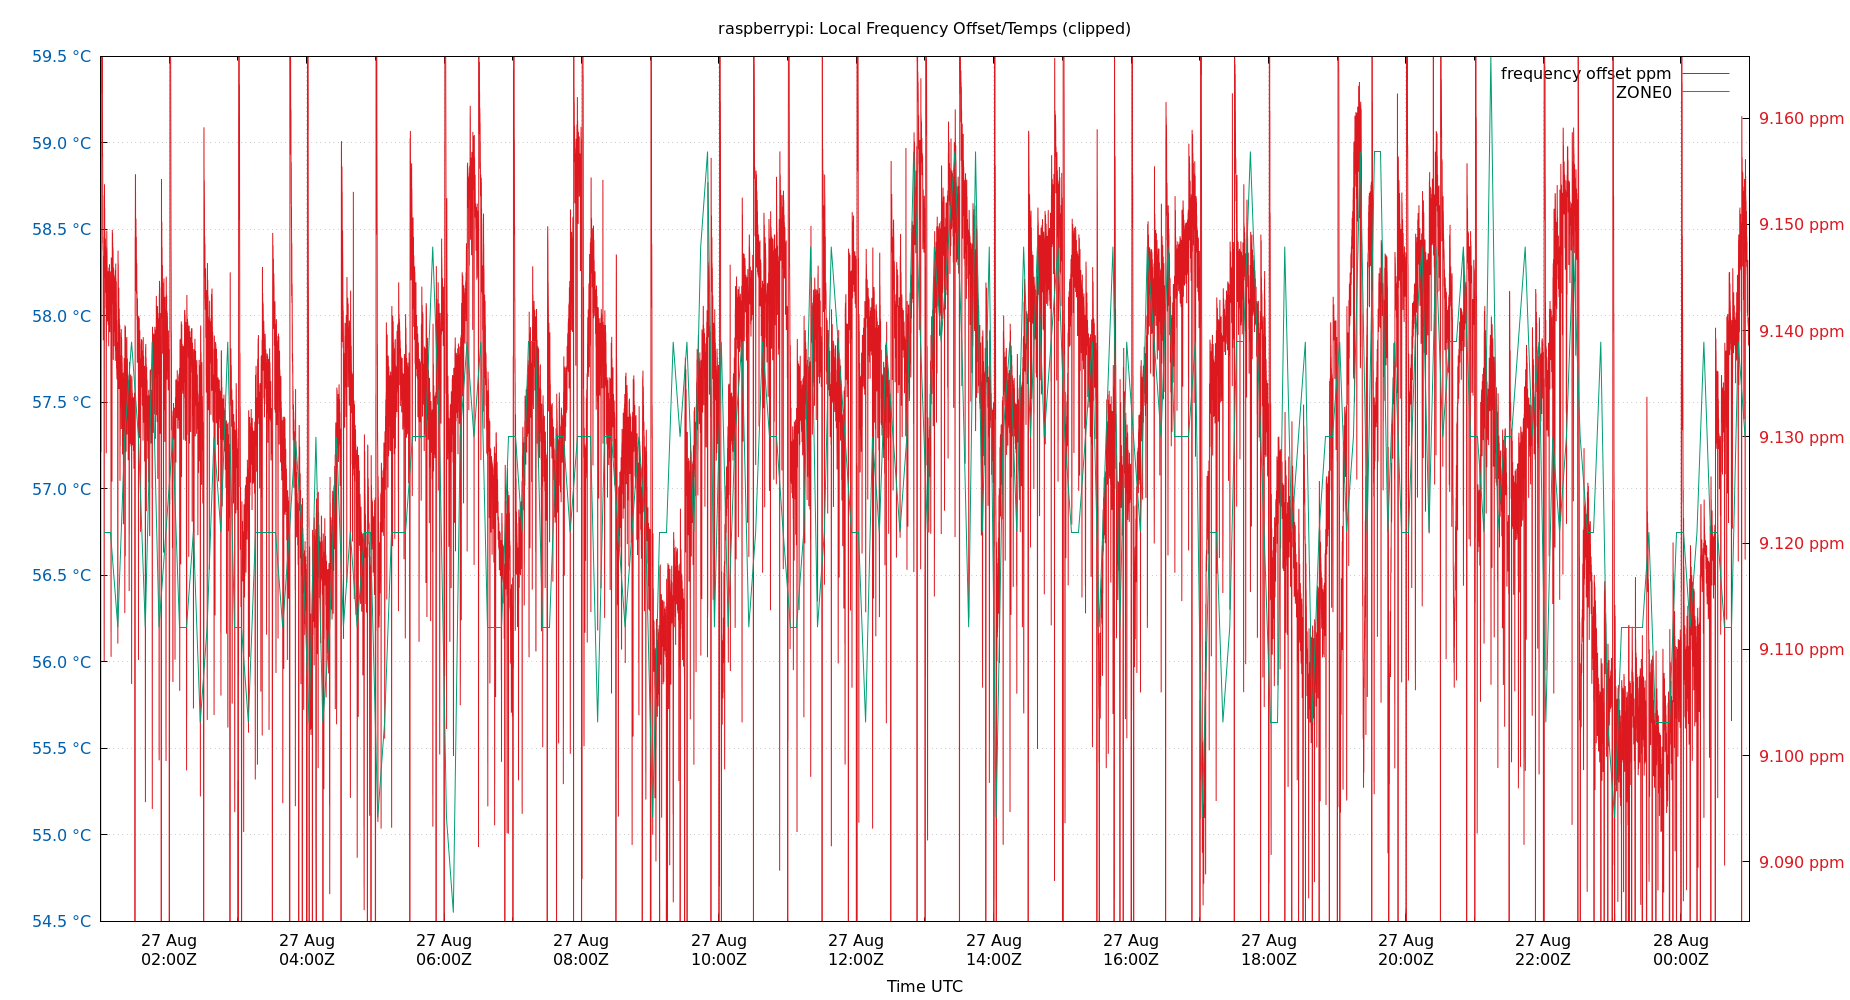 raspberrypi: Local Frequency Offset/Temps (clipped)
59.5 °C
59.0 °C
58.5 °C
58.0 °C
57.5 °C
57.0 °C
56.5 °C
56.0 °C
55.5 °C
55.0 °C
54.5 °C
frequency offset ppm
ZONE0
9.160 ppm
9.150 ppm
9.140 ppm
9.130 ppm
9.120 ppm
9.110 ppm
9.100 ppm
9.090 ppm
27 Aug 27 Aug 27 Aug 27 Aug 27 Aug 27 Aug 27 Aug 27 Aug 27 Aug 27 Aug 27 Aug 28 Aug
02:00Z 04:00Z 06:00Z 08:00Z 10:00Z 12:00Z 14:00Z 16:00Z 18:00Z 20:00Z 22:00Z 00:00Z
Time UTC